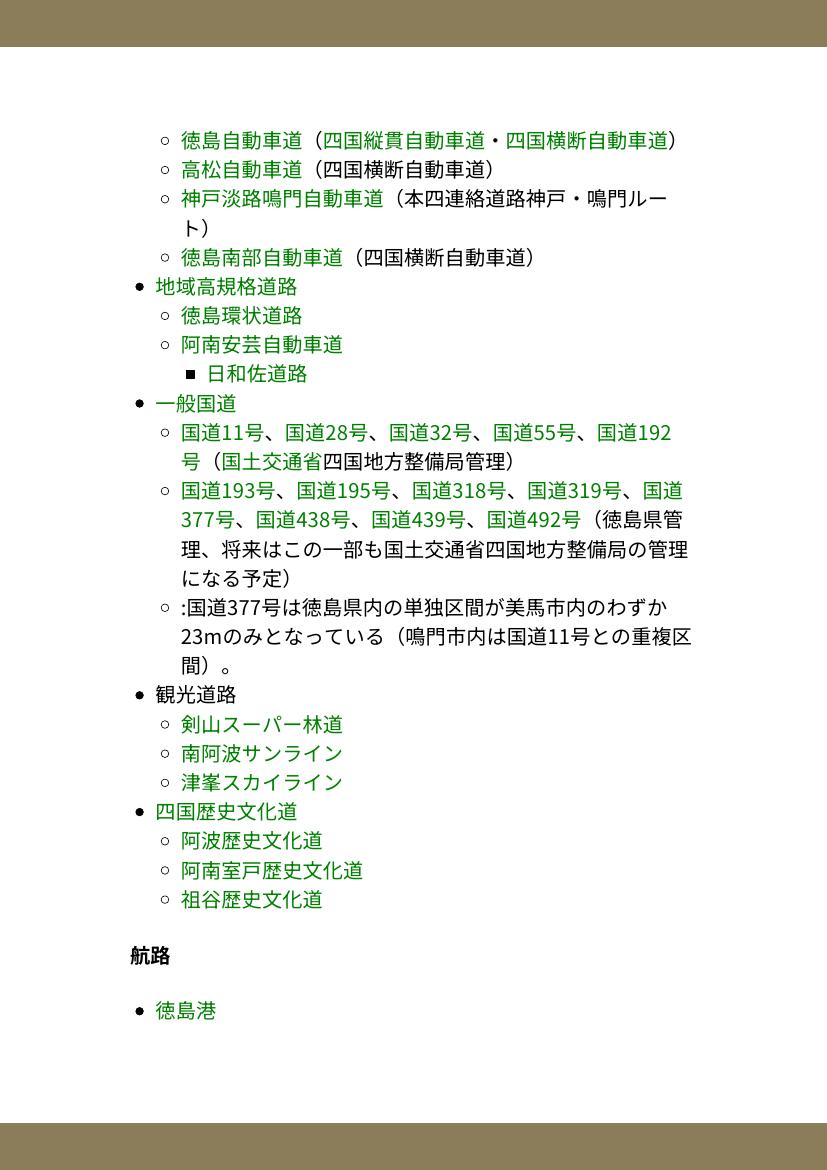 徳島自動車道（四国縦貫自動車道・四国横断自動車道）
高松自動車道（四国横断自動車道）
神戸淡路鳴門自動車道（本四連絡道路神戸・鳴門ルー
ト）
徳島南部自動車道（四国横断自動車道）
地域高規格道路
徳島環状道路
阿南安芸自動車道
日和佐道路
一般国道
国道11号、国道28号、国道32号、国道55号、国道192
号（国土交通省四国地方整備局管理）
国道193号、国道195号、国道318号、国道319号、国道
377号、国道438号、国道439号、国道492号（徳島県管
理、将来はこの一部も国土交通省四国地方整備局の管理
になる予定）
:国道377号は徳島県内の単独区間が美馬市内のわずか
23mのみとなっている（鳴門市内は国道11号との重複区
間）。
観光道路
剣山スーパー林道
南阿波サンライン
津峯スカイライン
四国歴史文化道
阿波歴史文化道
阿南室戸歴史文化道
祖谷歴史文化道
航路
徳島港